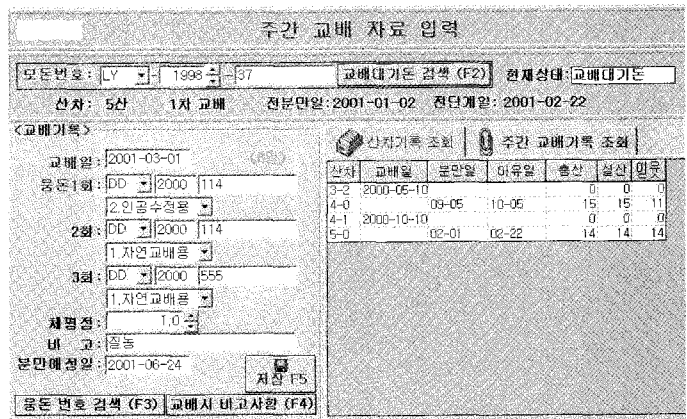 주간 교배 자료 입력
모돈번호: LY - 1998 - 37 교배대기돈 검색 (F2) 현재상태: 교배대기돈
산차: 5산 1차 교배 전분만일: 2001-01-02 전단계일: 2001-02-22
<교배기록>
산차기록 조회 주간 교배기록 조회
교배일: 2001-03-01
웅돈1회: DD 2000 114
2.인공수정용
2회: DD 2000 114
1.자연교배용
3회: DD 2000 555
1.자연교배용
체평점: 1.0
비 고: 질농
분만예정일: 2001-06-24
저장 F5
웅돈 번호 검색 (F3) 교배시 비고사항 (F4)
산차 교배일 분만일 이유일 총산 실산 이유
3-2 2000-05-10 0 0 0
4-0 09-05 10-05 15 15 11
4-1 2000-10-10 0 0 0
5-0 02-01 02-22 14 14 14